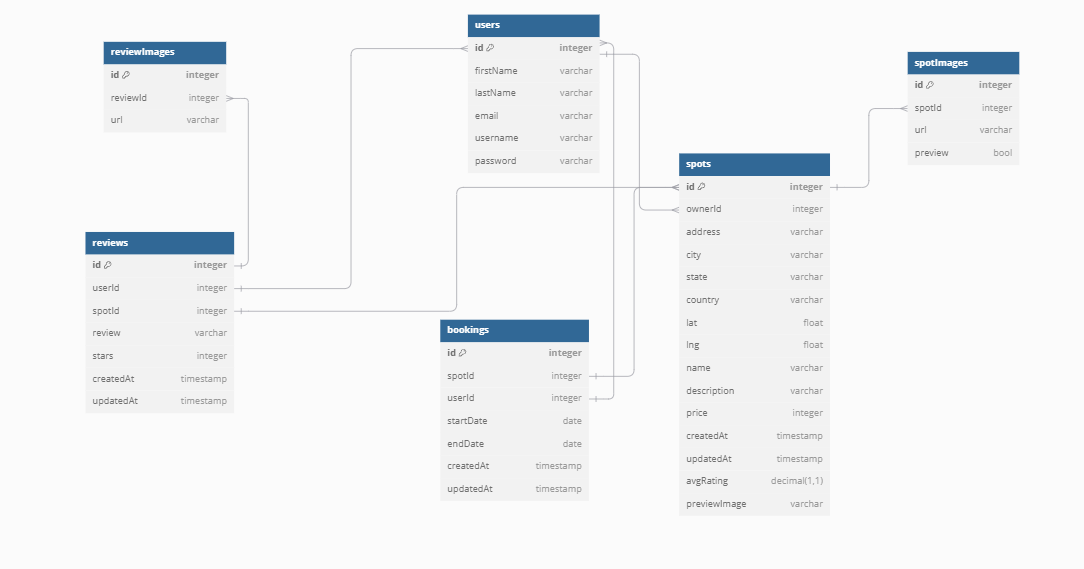 users
id integer
firstName varchar
lastName varchar
email varchar
username varchar
password varchar
reviewImages
id integer
reviewId integer
url varchar
spotImages
id integer
spotId integer
url varchar
preview bool
spots
id integer
ownerId integer
address varchar
city varchar
state varchar
country varchar
lat float
lng float
name varchar
description varchar
price integer
createdAt timestamp
updatedAt timestamp
avgRating decimal(1,1)
previewImage varchar
reviews
id integer
userId integer
spotId integer
review varchar
stars integer
createdAt timestamp
updatedAt timestamp
bookings
id integer
spotId integer
userId integer
startDate date
endDate date
createdAt timestamp
updatedAt timestamp